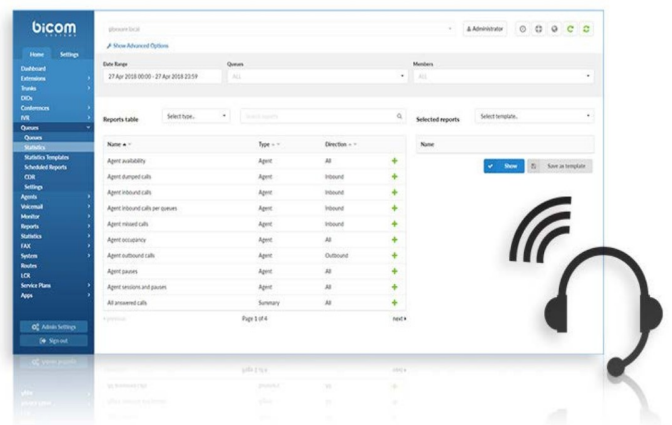 bicom
SYSTEMS
Home Settings
Dashboard
Extensions
Trunks
DIDs
Conferences
IVR
Queues
Queues
Statistics
Statistics Templates
Scheduled Reports
CDR
Settings
Agents
Voicemail
Monitor
Reports
Statistics
FAX
System
Routes
LCR
Service Plans
Apps
Admin Settings
Sign out
pbxware local
Administrator
Show Advanced Options
Date Range Queues Members
27 Apr 2018 00:00 - 27 Apr 2018 23:59 ALL ALL
Reports table Select type.. Search reports Selected reports Select template..
Name Type Direction
Agent availability Agent All
Agent dumped calls Agent Inbound
Agent inbound calls Agent Inbound
Agent inbound calls per queues Agent Inbound
Agent missed calls Agent Inbound
Agent occupancy Agent All
Agent outbound calls Agent Outbound
Agent pauses Agent All
Agent sessions and pauses Agent All
All answered calls Summary All
previous Page 1 of 4 next
Name
Show Save as template